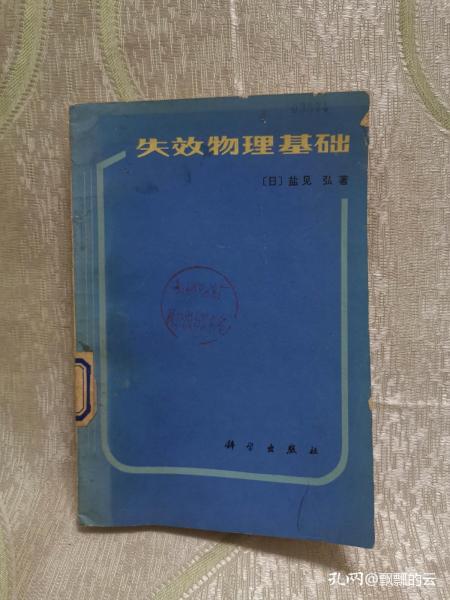 失效物理基础
〔日〕盐见 弘 著
科学出版社
孔网@飘飘的云